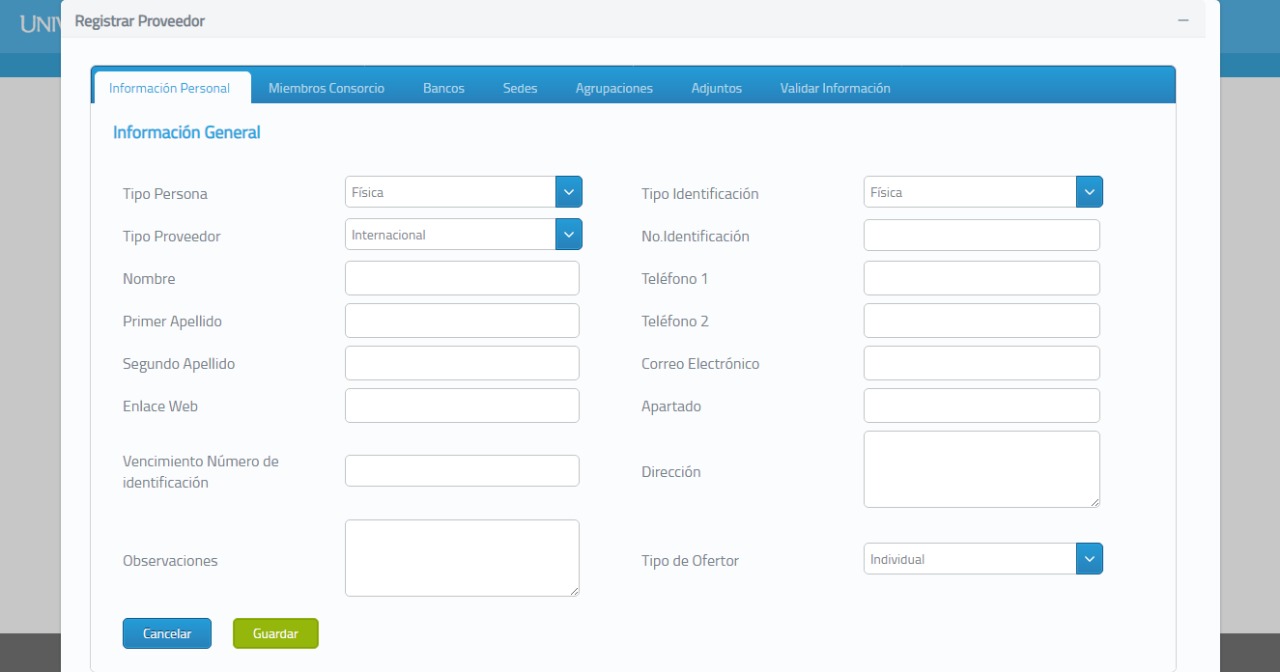 UNIV
Registrar Proveedor
Información Personal Miembros Consorcio Bancos Sedes Agrupaciones Adjuntos Validar Información
Información General
Tipo Persona Física Tipo Identificación Física
Tipo Proveedor Internacional No.Identificación
Nombre Teléfono 1
Primer Apellido Teléfono 2
Segundo Apellido Correo Electrónico
Enlace Web Apartado
Vencimiento Número de
identificación Dirección
Observaciones Tipo de Ofertor Individual
Cancelar Guardar